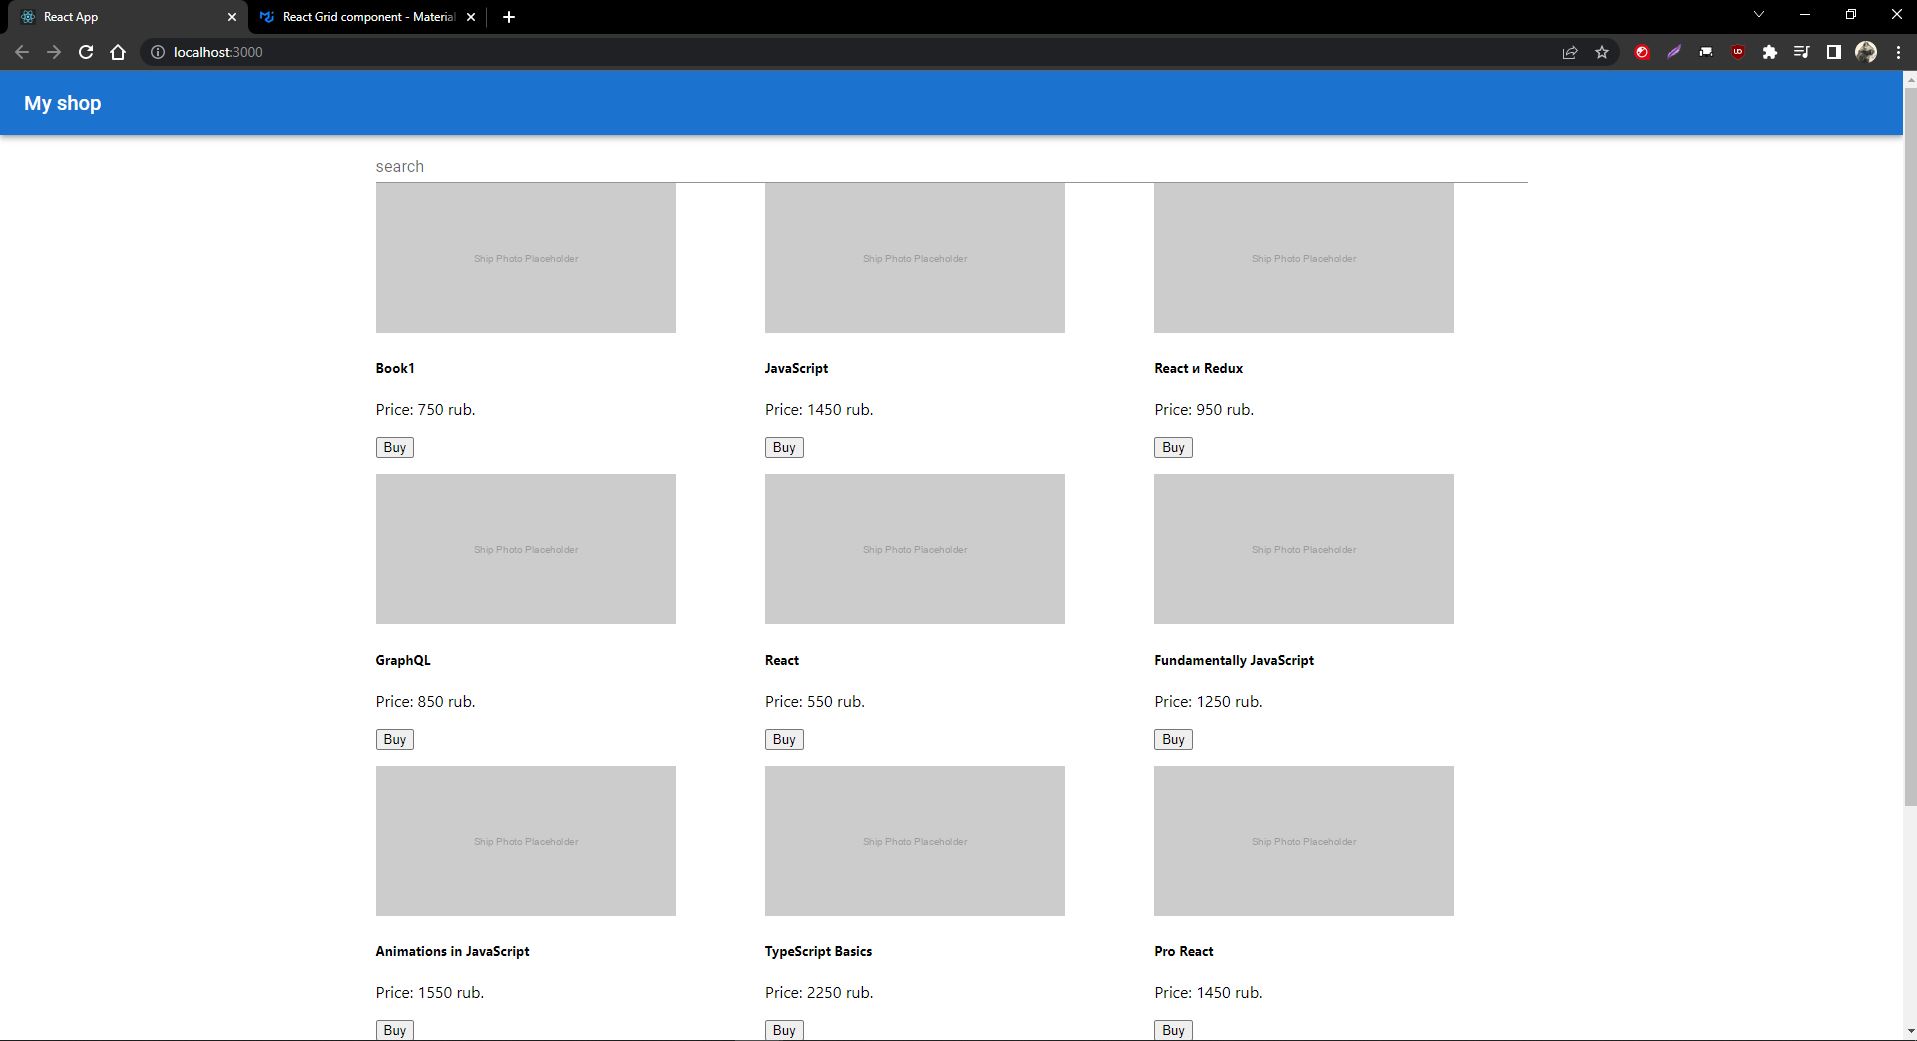 React App
React Grid component - Material
localhost:3000
My shop
search
Ship Photo Placeholder
Ship Photo Placeholder
Ship Photo Placeholder
Book1
JavaScript
React и Redux
Price: 750 rub.
Price: 1450 rub.
Price: 950 rub.
Buy
Buy
Buy
Ship Photo Placeholder
Ship Photo Placeholder
Ship Photo Placeholder
GraphQL
React
Fundamentally JavaScript
Price: 850 rub.
Price: 550 rub.
Price: 1250 rub.
Buy
Buy
Buy
Ship Photo Placeholder
Ship Photo Placeholder
Ship Photo Placeholder
Animations in JavaScript
TypeScript Basics
Pro React
Price: 1550 rub.
Price: 2250 rub.
Price: 1450 rub.
Buy
Buy
Buy